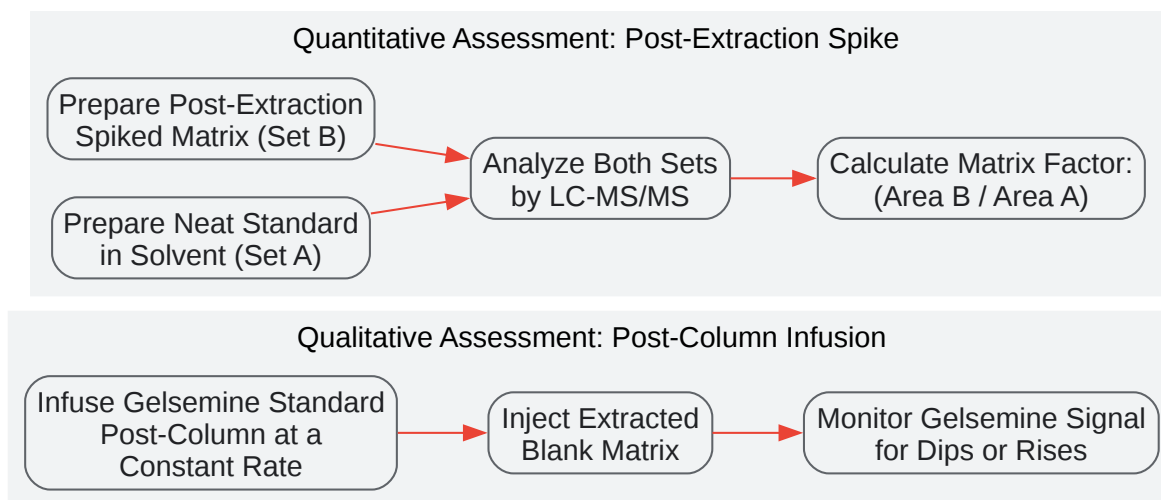 Quantitative Assessment: Post-Extraction Spike
Prepare Post-Extraction
Spiked Matrix (Set B)
Prepare Neat Standard
in Solvent (Set A)
Analyze Both Sets
by LC-MS/MS
Calculate Matrix Factor:
(Area B / Area A)
Qualitative Assessment: Post-Column Infusion
Infuse Gelsemine Standard
Post-Column at a
Constant Rate
Inject Extracted
Blank Matrix
Monitor Gelsemine Signal
for Dips or Rises